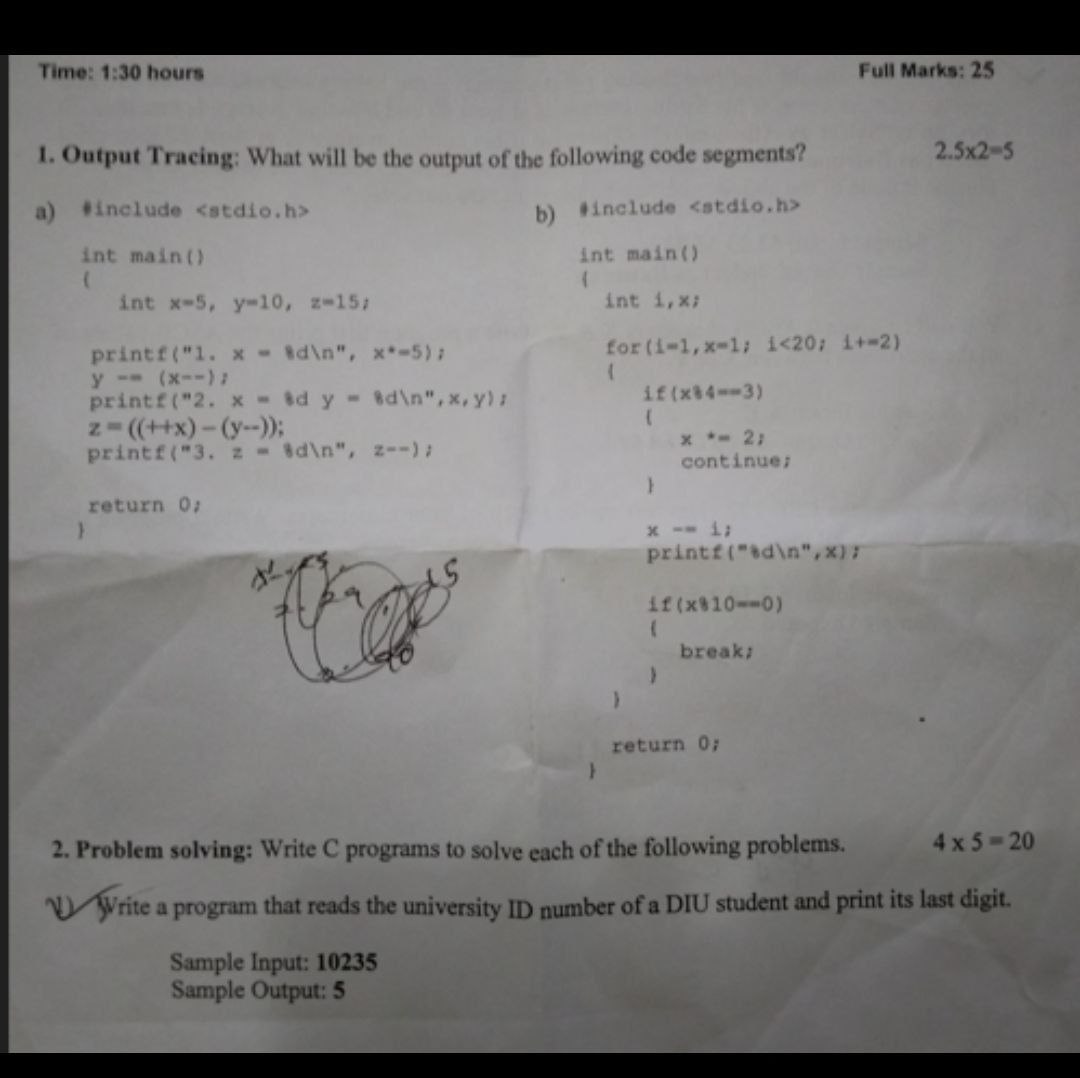 Time: 1:30 hours
Full Marks: 25
1. Output Tracing: What will be the output of the following code segments?
2.5x2=5
a) #include <stdio.h>
int main()
{
int x=5, y=10, z=15;
printf("1. x = %d\n", x*=5);
y -= (x--);
printf("2. x = %d y = %d\n",x,y);
z = ((++x) – (y--));
printf("3. z = %d\n", z--);
return 0;
}
b) #include <stdio.h>
int main()
{
int i,x;
for(i=1,x=1; i<20; i+=2)
{
if(x%4==3)
{
x *= 2;
continue;
}
x -= i;
printf("%d\n",x);
if(x%10==0)
{
break;
}
}
return 0;
}
15
2. Problem solving: Write C programs to solve each of the following problems.
4 x 5 = 20
Write a program that reads the university ID number of a DIU student and print its last digit.
Sample Input: 10235
Sample Output: 5